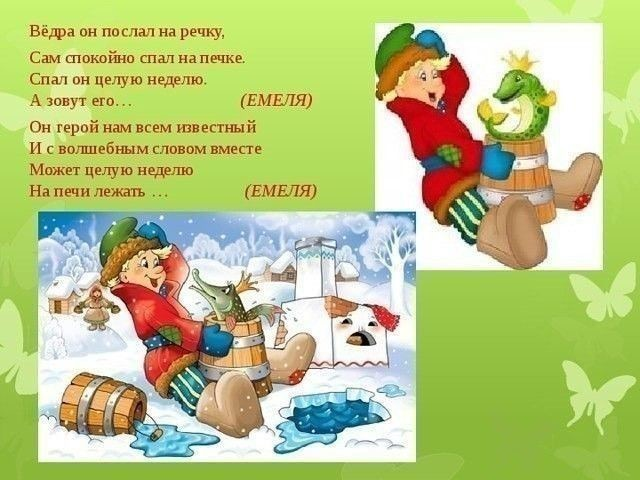 Вёдра он послал на речку,
Сам спокойно спал на печке.
Спал он целую неделю.
А зовут его… (ЕМЕЛЯ)
Он герой нам всем известный
И с волшебным словом вместе
Может целую неделю
На печи лежать … (ЕМЕЛЯ)